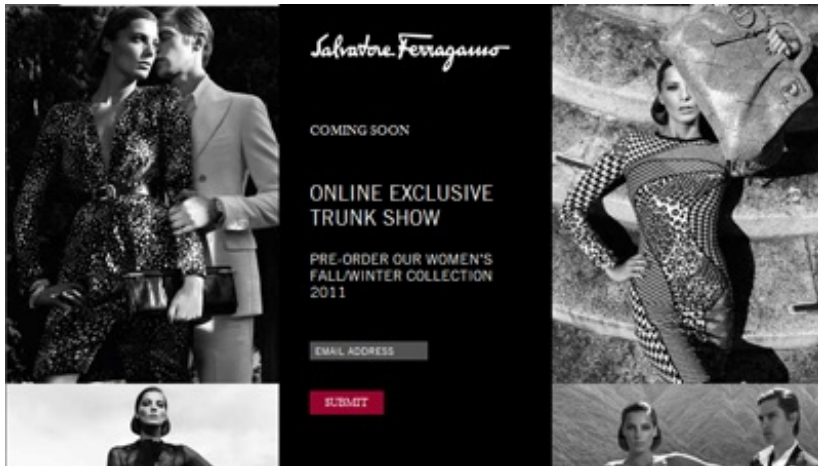 Salvatore Ferragamo
COMING SOON
ONLINE EXCLUSIVE
TRUNK SHOW
PRE-ORDER OUR WOMEN'S
FALL/WINTER COLLECTION
2011
EMAIL ADDRESS
SUBMIT